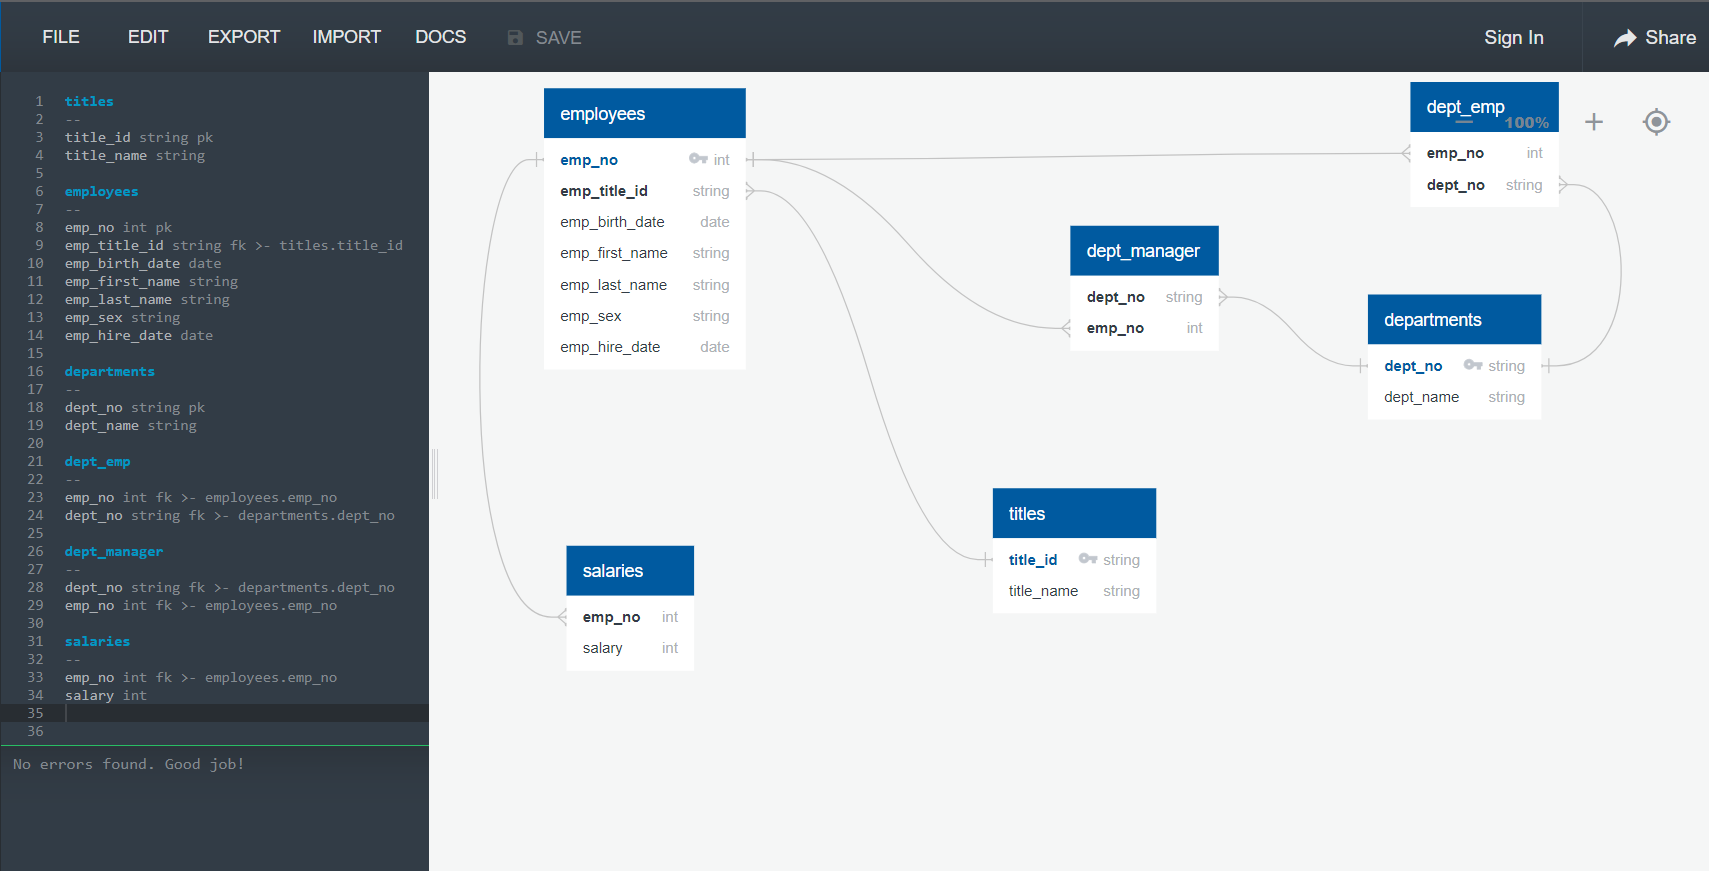 FILE EDIT EXPORT IMPORT DOCS SAVE Sign In Share
1 titles
2 --
3 title_id string pk
4 title_name string
5
6 employees
7 --
8 emp_no int pk
9 emp_title_id string fk >- titles.title_id
10 emp_birth_date date
11 emp_first_name string
12 emp_last_name string
13 emp_sex string
14 emp_hire_date date
15
16 departments
17 --
18 dept_no string pk
19 dept_name string
20
21 dept_emp
22 --
23 emp_no int fk >- employees.emp_no
24 dept_no string fk >- departments.dept_no
25
26 dept_manager
27 --
28 dept_no string fk >- departments.dept_no
29 emp_no int fk >- employees.emp_no
30
31 salaries
32 --
33 emp_no int fk >- employees.emp_no
34 salary int
35
36
No errors found. Good job!
employees
emp_no int
emp_title_id string
emp_birth_date date
emp_first_name string
emp_last_name string
emp_sex string
emp_hire_date date
dept_emp
100%
emp_no int
dept_no string
dept_manager
dept_no string
emp_no int
departments
dept_no string
dept_name string
titles
title_id string
title_name string
salaries
emp_no int
salary int